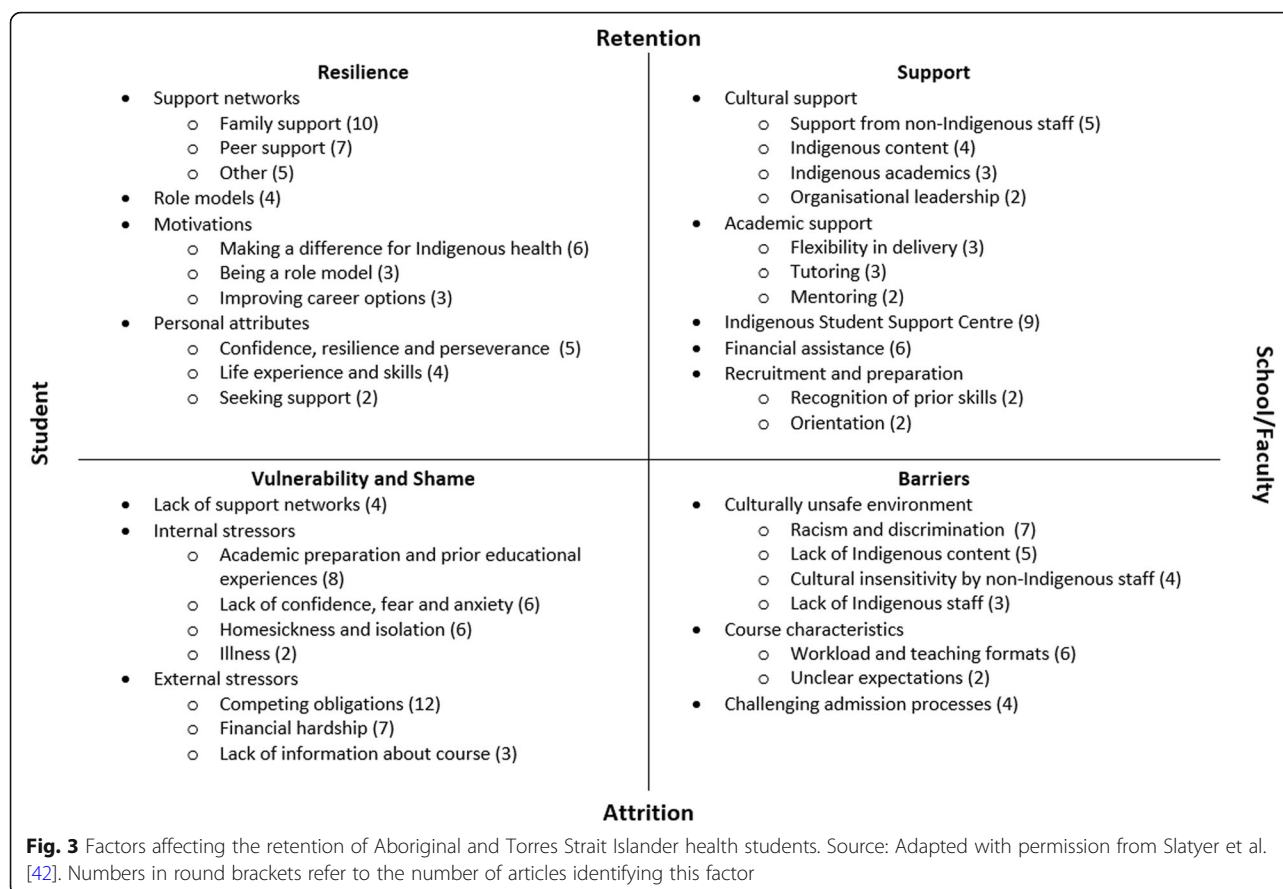 Retention
Resilience
• Support networks
o Family support (10)
o Peer support (7)
o Other (5)
• Role models (4)
• Motivations
o Making a difference for Indigenous health (6)
o Being a role model (3)
o Improving career options (3)
• Personal attributes
o Confidence, resilience and perseverance (5)
o Life experience and skills (4)
o Seeking support (2)
Support
• Cultural support
o Support from non-Indigenous staff (5)
o Indigenous content (4)
o Indigenous academics (3)
o Organisational leadership (2)
• Academic support
o Flexibility in delivery (3)
o Tutoring (3)
o Mentoring (2)
• Indigenous Student Support Centre (9)
• Financial assistance (6)
• Recruitment and preparation
o Recognition of prior skills (2)
o Orientation (2)
Student
School/Faculty
Vulnerability and Shame
• Lack of support networks (4)
• Internal stressors
o Academic preparation and prior educational
experiences (8)
o Lack of confidence, fear and anxiety (6)
o Homesickness and isolation (6)
o Illness (2)
• External stressors
o Competing obligations (12)
o Financial hardship (7)
o Lack of information about course (3)
Barriers
• Culturally unsafe environment
o Racism and discrimination (7)
o Lack of Indigenous content (5)
o Cultural insensitivity by non-Indigenous staff (4)
o Lack of Indigenous staff (3)
• Course characteristics
o Workload and teaching formats (6)
o Unclear expectations (2)
• Challenging admission processes (4)
Attrition
Fig. 3 Factors affecting the retention of Aboriginal and Torres Strait Islander health students. Source: Adapted with permission from Slatyer et al.
[42]. Numbers in round brackets refer to the number of articles identifying this factor